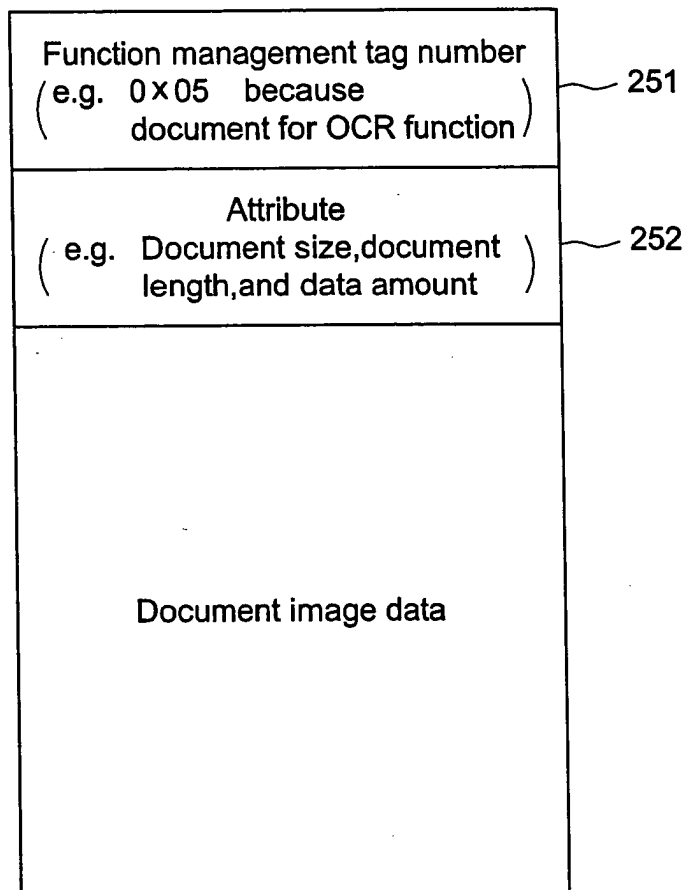 Function management tag number
(e.g. 0×05 because
document for OCR function)
251
Attribute
(e.g. Document size,document
length,and data amount)
252
Document image data